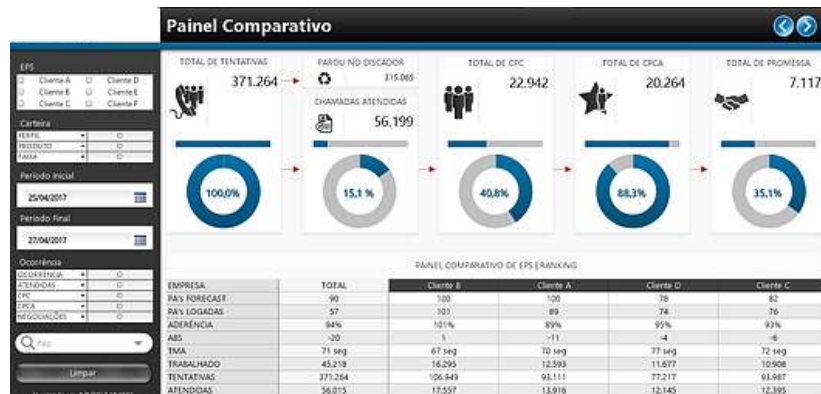 Painel Comparativo
EPS
Cliente A Cliente D
Cliente B Cliente E
Cliente C Cliente F
Carteira
PERFIL
PRODUTO
FAIXA
Período Inicial
25/04/2017
Período Final
27/04/2017
Ocorrência
OCORRÊNCIA
ATENDIDAS
CPC
CPCA
NEGOCIAÇÕES
Limpar
TOTAL DE TENTATIVAS
371.264
100,0%
PAROU NO DISCADOR
315.065
CHAMADAS ATENDIDAS
56.199
15,1 %
TOTAL DE CPC
22.942
40,8%
TOTAL DE CPCA
20.264
88,3%
TOTAL DE PROMESSA
7.117
35,1%
PAINEL COMPARATIVO DE EPS | RANKING
EMPRESA TOTAL Cliente B Cliente A Cliente D Cliente C
PA's FORECAST 90 100 100 78 82
PA's LOGADAS 57 101 89 74 76
ADERÊNCIA 94% 101% 89% 95% 93%
ABS -20 1 -11 -4 -6
TMA 71 seg 67 seg 70 seg 77 seg 72 seg
TRABALHADO 45.218 16.295 12.593 11.677 10.908
TENTATIVAS 371.264 106.949 93.111 77.217 93.987
ATENDIDAS 56.015 17.557 13.916 12.145 12.395